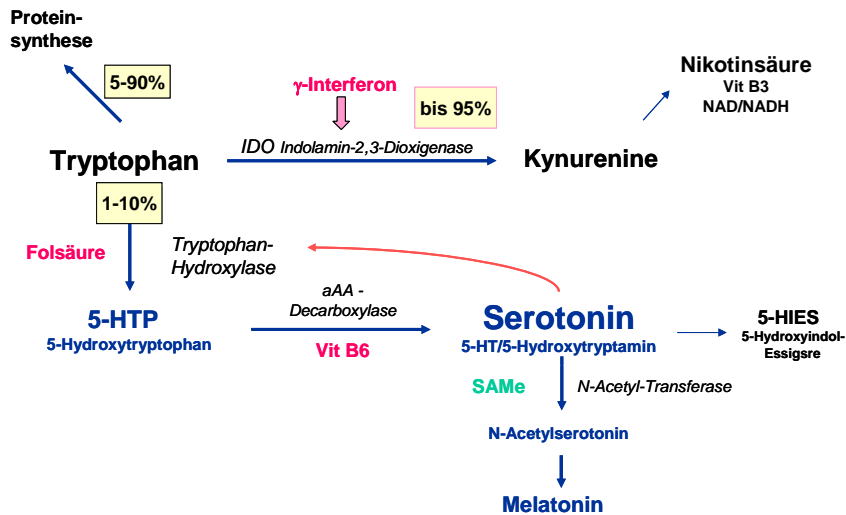 Protein-
synthese
5-90%
γ-Interferon
bis 95%
Nikotinsäure
Vit B3
NAD/NADH
Tryptophan
IDO Indolamin-2,3-Dioxigenase
Kynurenine
1-10%
Folsäure
Tryptophan-
Hydroxylase
5-HTP
5-Hydroxytryptophan
aAA -
Decarboxylase
Vit B6
Serotonin
5-HT/5-Hydroxytryptamin
5-HIES
5-Hydroxyindol-
Essigsre
SAMe
N-Acetyl-Transferase
N-Acetylserotonin
Melatonin